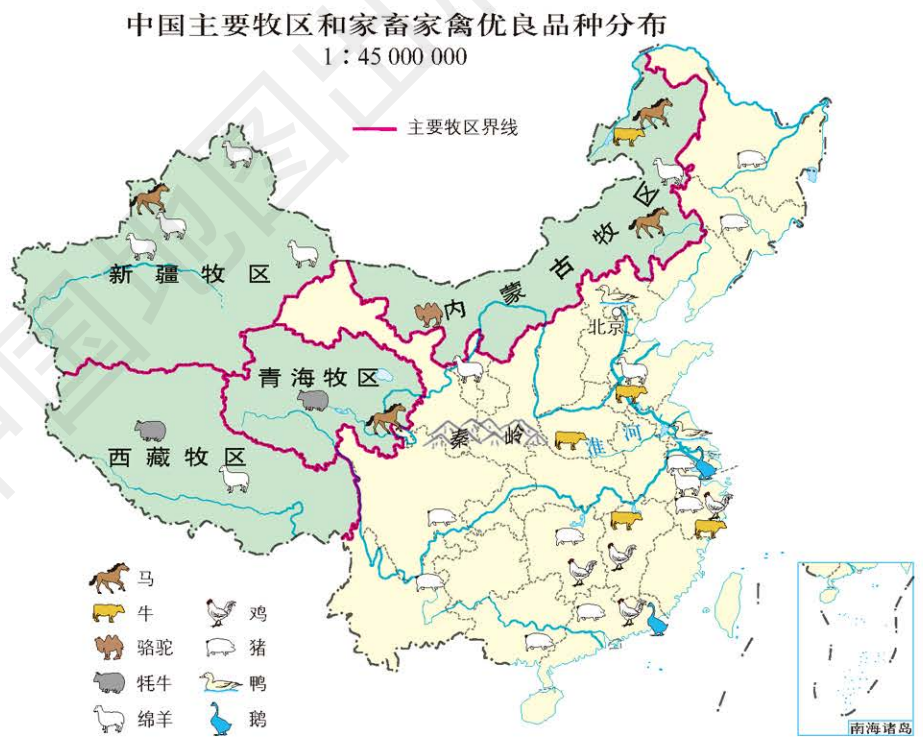 中国主要牧区和家畜家禽优良品种分布
1∶45 000 000
主要牧区界线
新疆牧区
内蒙古牧区
北京
青海牧区
秦岭
淮河
西藏牧区
马
牛
鸡
骆驼
猪
牦牛
鸭
绵羊
鹅
南海诸岛